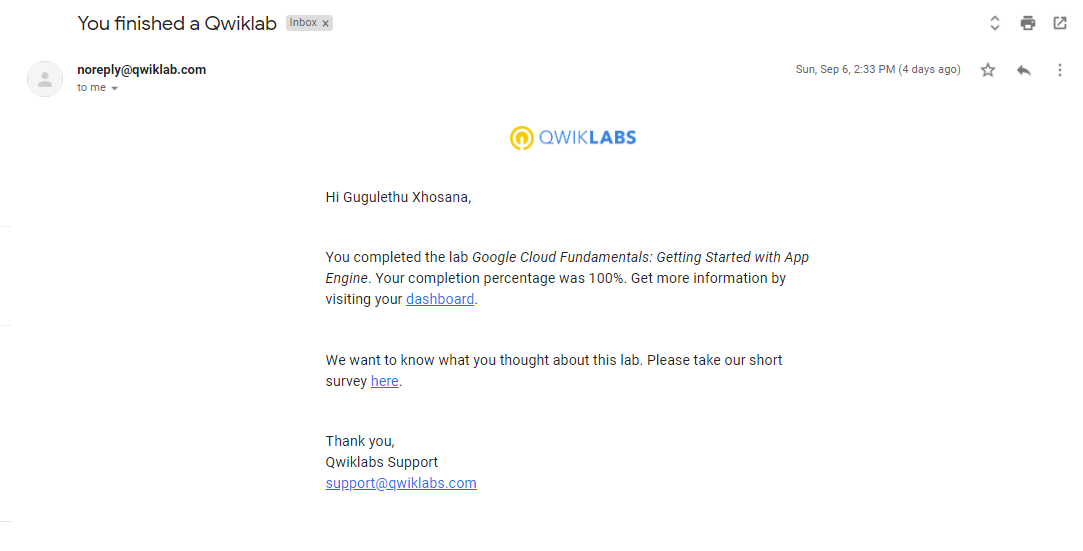 You finished a Qwiklab Inbox x
noreply@qwiklab.com
Sun, Sep 6, 2:33 PM (4 days ago)
to me
QWIKLABS
Hi Gugulethu Xhosana,
You completed the lab Google Cloud Fundamentals: Getting Started with App
Engine. Your completion percentage was 100%. Get more information by
visiting your dashboard.
We want to know what you thought about this lab. Please take our short
survey here.
Thank you,
Qwiklabs Support
support@qwiklabs.com